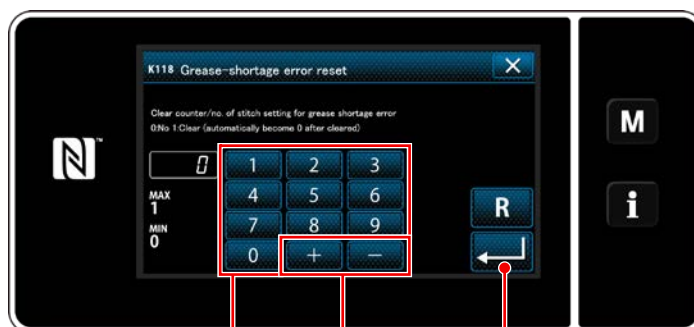 K118 Grease-shortage error reset
Clear counter/no. of stitch setting for grease shortage error
0:No 1:Clear (automatically become 0 after cleared)
0
1 2 3
MAX
1
4 5 6
MIN
0
7 8 9
0 + −
R
N™
M
i